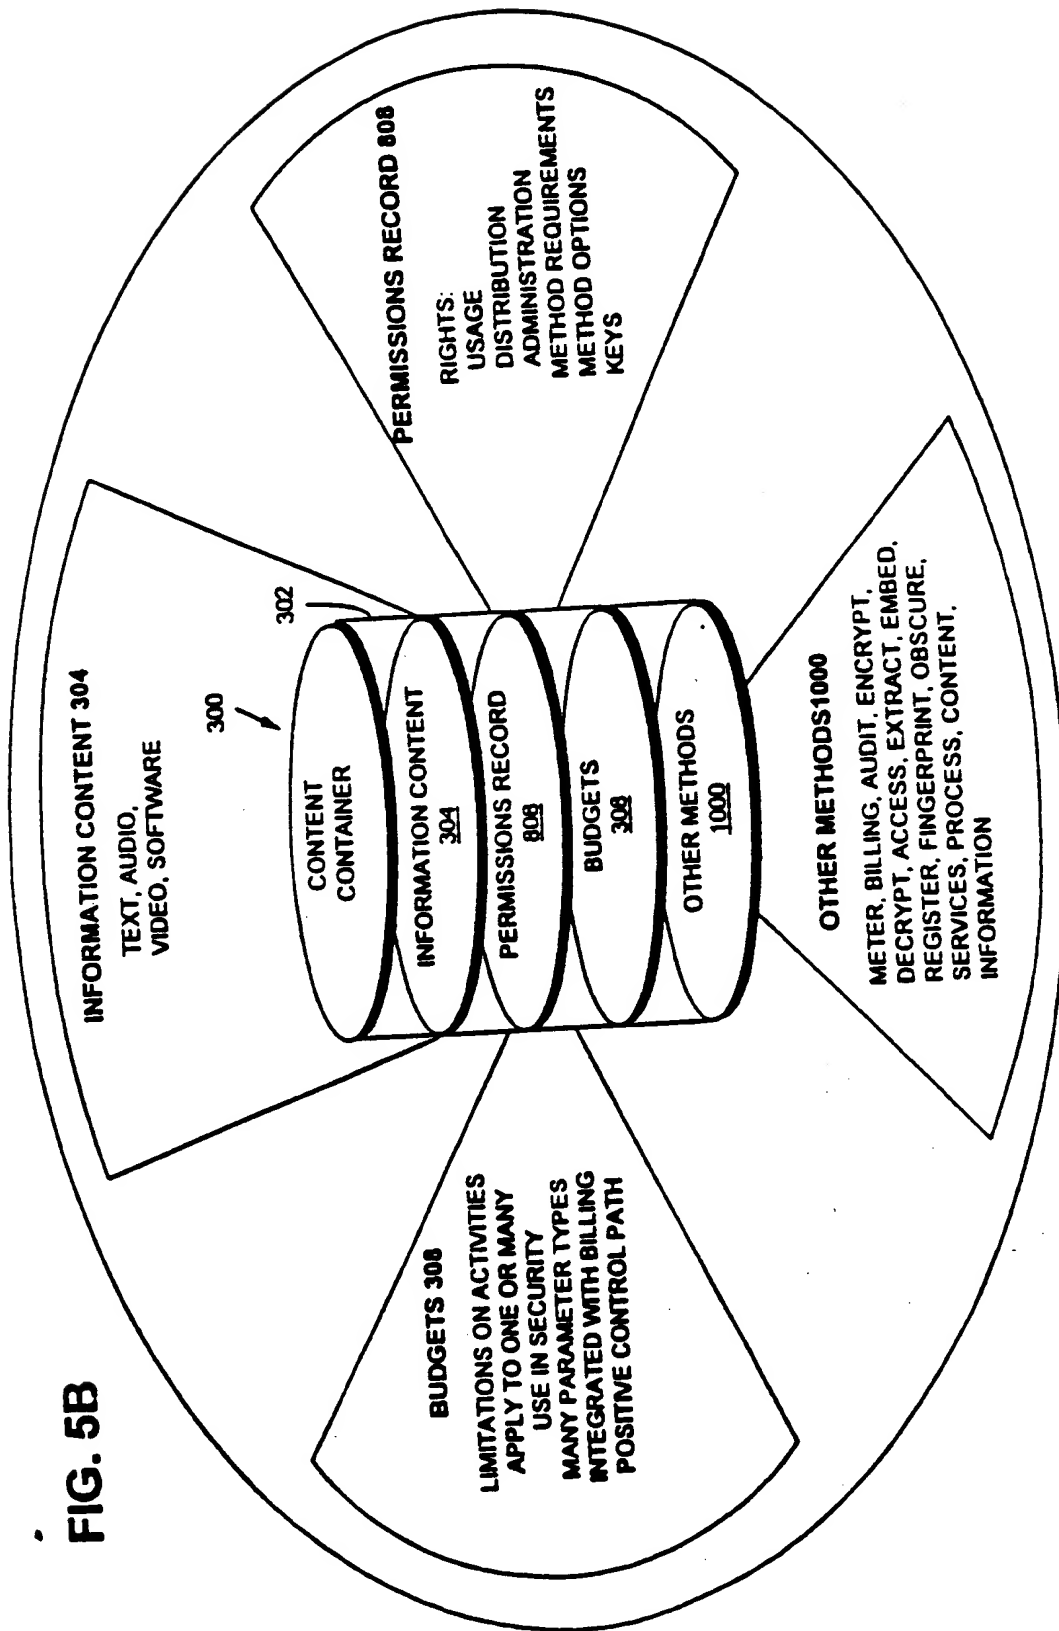 FIG. 5B
INFORMATION CONTENT 304
TEXT, AUDIO,
VIDEO, SOFTWARE
300
302
CONTENT
CONTAINER
INFORMATION CONTENT
304
PERMISSIONS RECORD
808
BUDGETS
308
OTHER METHODS
1000
BUDGETS 308
LIMITATIONS ON ACTIVITIES
APPLY TO ONE OR MANY
USE IN SECURITY
MANY PARAMETER TYPES
INTEGRATED WITH BILLING
POSITIVE CONTROL PATH
PERMISSIONS RECORD 808
RIGHTS:
USAGE
DISTRIBUTION
ADMINISTRATION
METHOD REQUIREMENTS
METHOD OPTIONS
KEYS
OTHER METHODS1000
METER, BILLING, AUDIT, ENCRYPT,
DECRYPT, ACCESS, EXTRACT, EMBED,
REGISTER, FINGERPRINT, OBSCURE,
SERVICES, PROCESS, CONTENT,
INFORMATION